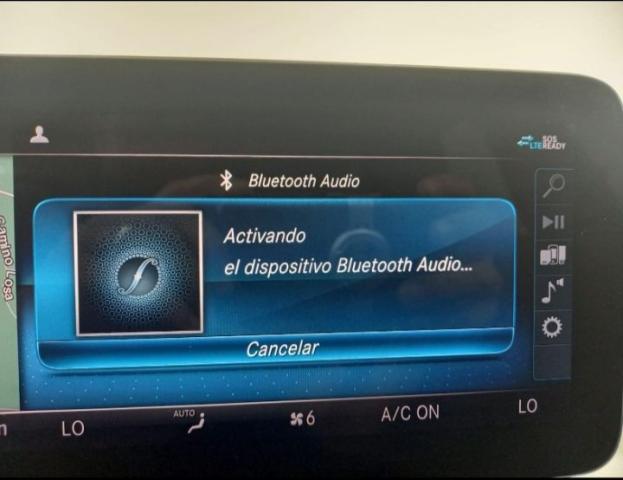 SOS
LTE READY
Bluetooth Audio
Camino Losa
Activando
el dispositivo Bluetooth Audio...
Cancelar
LO
AUTO
6
A/C ON
LO